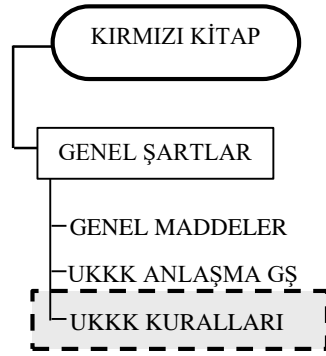 KIRMIZI KİTAP
GENEL ŞARTLAR
GENEL MADDELER
UKKK ANLAŞMA GŞ
UKKK KURALLARI